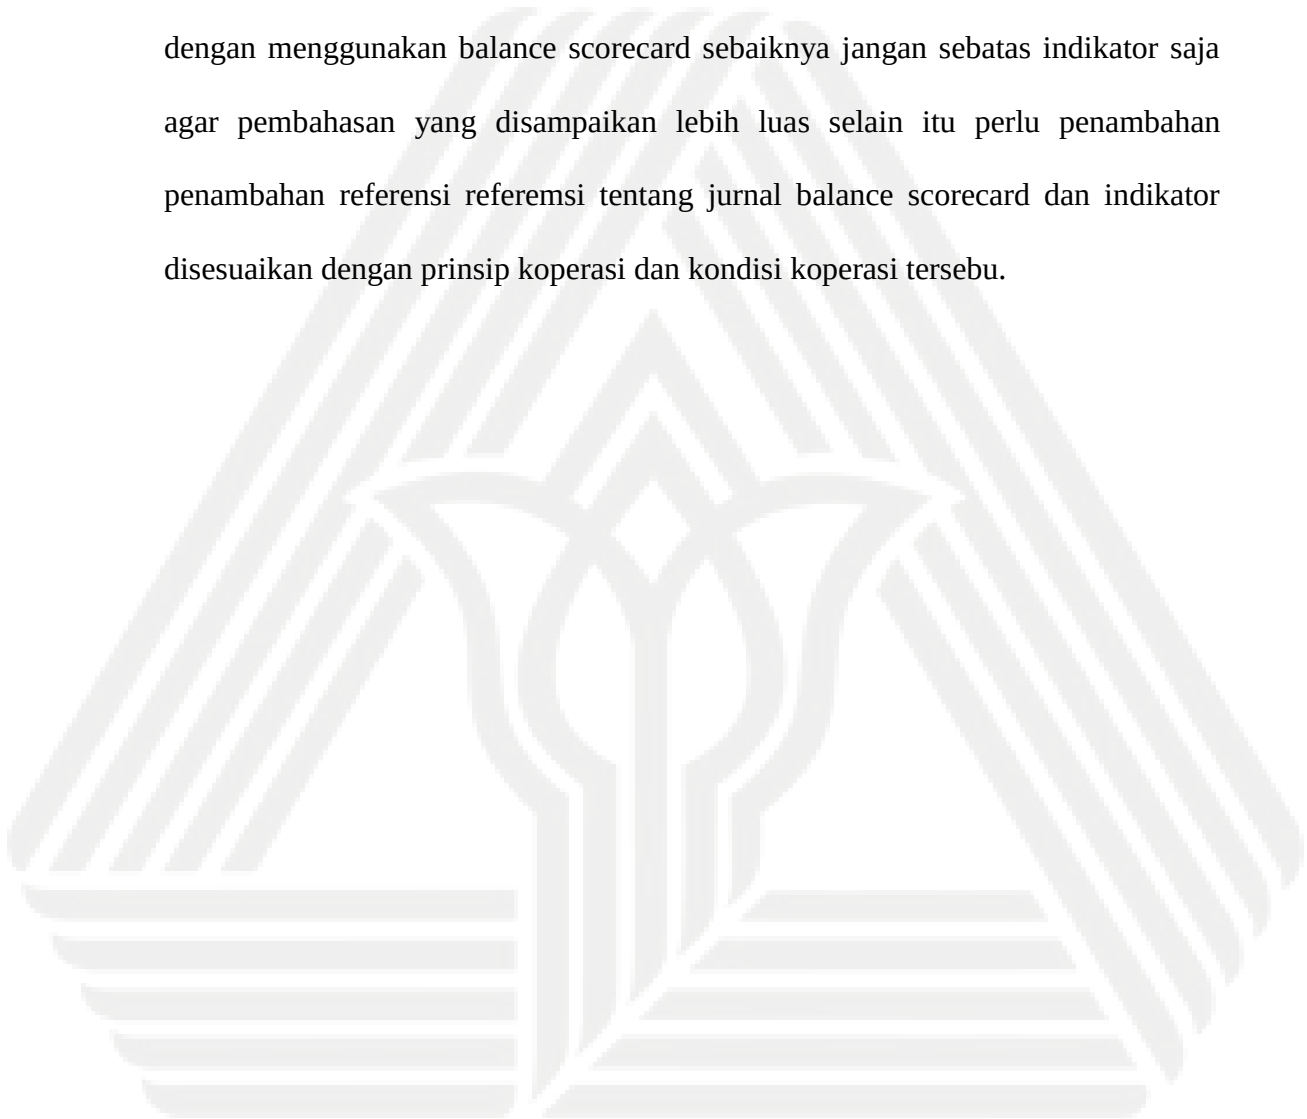 dengan menggunakan balance scorecard sebaiknya jangan sebatas indikator saja
agar pembahasan yang disampaikan lebih luas selain itu perlu penambahan
penambahan referensi referemsi tentang jurnal balance scorecard dan indikator
disesuaikan dengan prinsip koperasi dan kondisi koperasi tersebu.